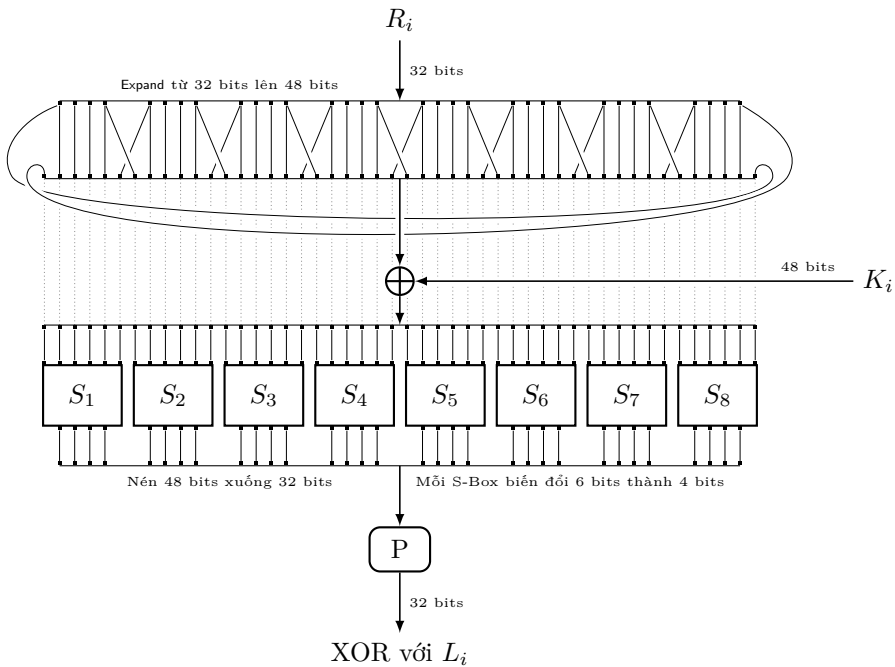 R_i
32 bits
Expand từ 32 bits lên 48 bits
48 bits
K_i
S_1 S_2 S_3 S_4 S_5 S_6 S_7 S_8
Nén 48 bits xuống 32 bits
Mỗi S-Box biến đổi 6 bits thành 4 bits
P
32 bits
XOR với L_i